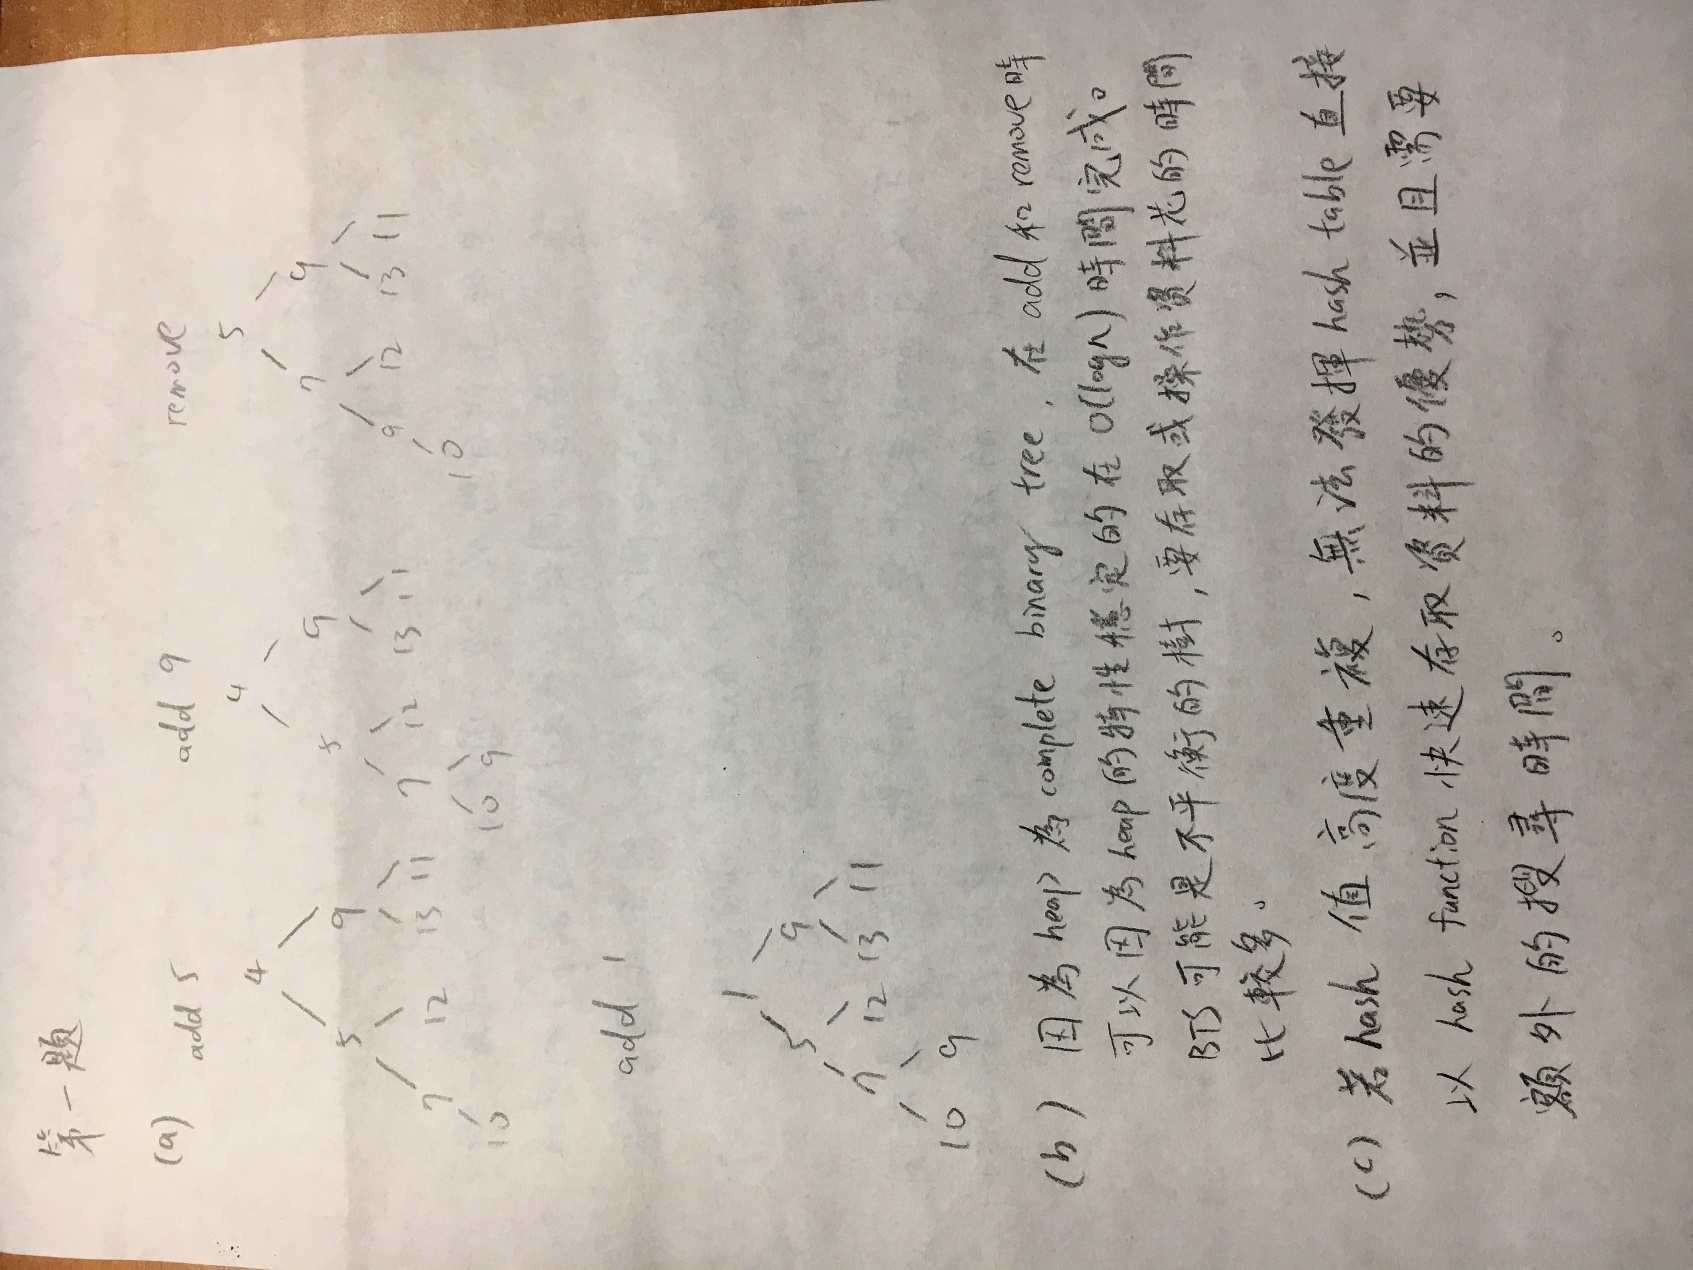 第一題
(a) add 5 add 9 remove
4 4 5
5 9 5 9 7 9
7 12 13 11 7 12 13 11 9 12 13 11
10 10 9 10
add 1
1
5 9
7 12 13 11
10 9
(b) 因為 heap 為 complete binary tree, 在 add 和 remove 時
可以因為 heap 的特性穩定的在 O(logn) 時間完成。
BTS 可能是不平衡的樹, 要存取或操作資料花的時間
比較多。
(c) 若 hash 值高度重複, 無法發揮 hash table 直接
以 hash function 快速存取資料的優勢, 並且需要
額外的搜尋時間。